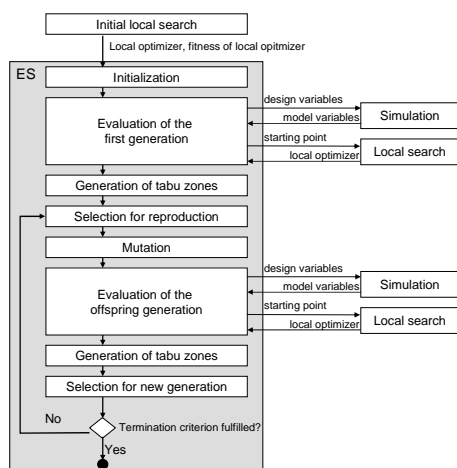 Initial local search
Local optimizer, fitness of local opitmizer
ES
Initialization
Evaluation of the
first generation
design variables
model variables
Simulation
starting point
local optimizer
Local search
Generation of tabu zones
Selection for reproduction
Mutation
Evaluation of the
offspring generation
design variables
model variables
Simulation
starting point
local optimizer
Local search
Generation of tabu zones
Selection for new generation
No
Termination criterion fulfilled?
Yes